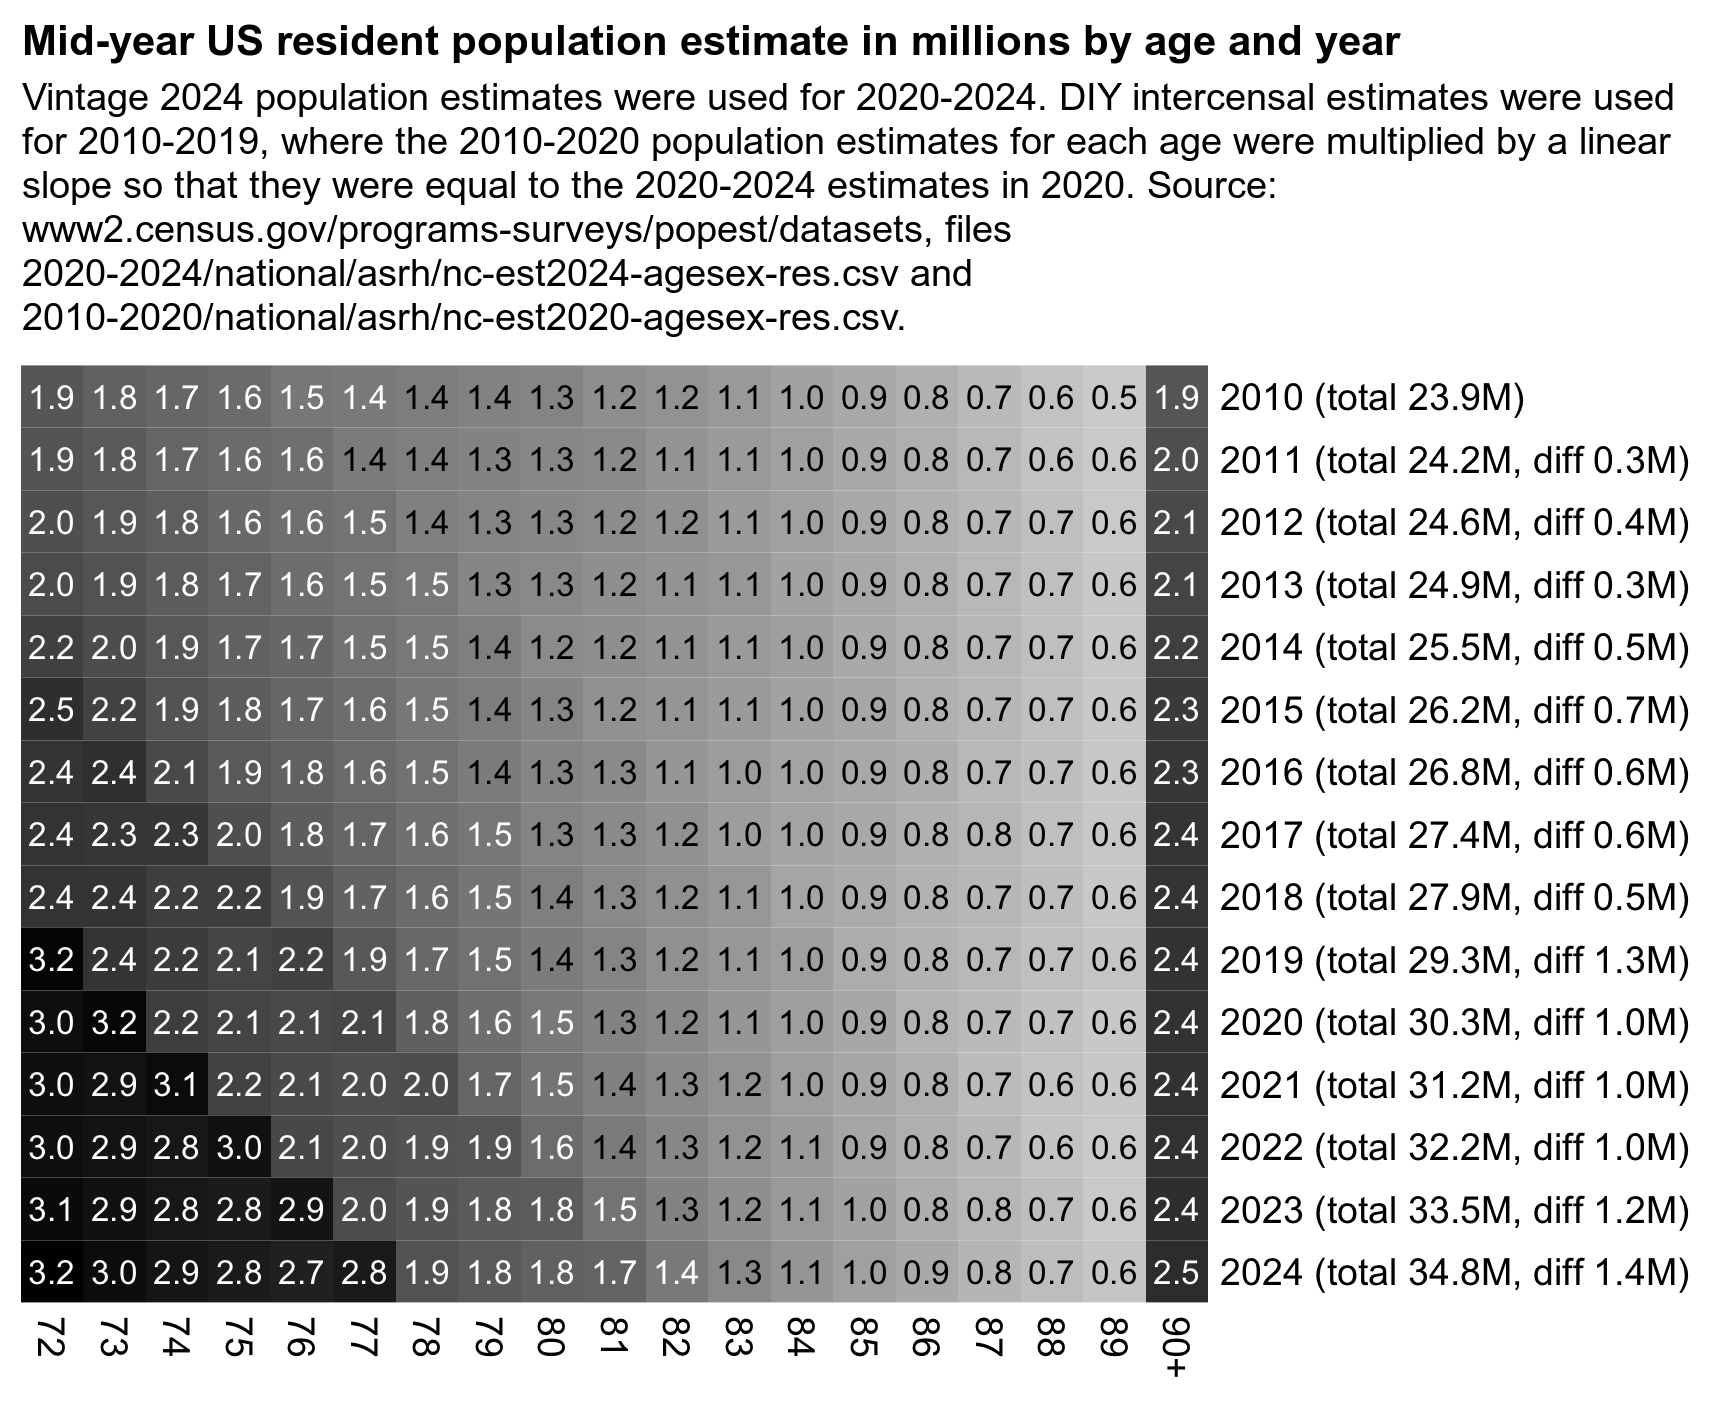 Mid-year US resident population estimate in millions by age and year
Vintage 2024 population estimates were used for 2020-2024. DIY intercensal estimates were used
for 2010-2019, where the 2010-2020 population estimates for each age were multiplied by a linear
slope so that they were equal to the 2020-2024 estimates in 2020. Source:
www2.census.gov/programs-surveys/popest/datasets, files
2020-2024/national/asrh/nc-est2024-agesex-res.csv and
2010-2020/national/asrh/nc-est2020-agesex-res.csv.
1.9 1.8 1.7 1.6 1.5 1.4 1.4 1.4 1.3 1.2 1.2 1.1 1.0 0.9 0.8 0.7 0.6 0.5 1.9 2010 (total 23.9M)
1.9 1.8 1.7 1.6 1.6 1.4 1.4 1.3 1.3 1.2 1.1 1.1 1.0 0.9 0.8 0.7 0.6 0.6 2.0 2011 (total 24.2M, diff 0.3M)
2.0 1.9 1.8 1.6 1.6 1.5 1.4 1.3 1.3 1.2 1.2 1.1 1.0 0.9 0.8 0.7 0.7 0.6 2.1 2012 (total 24.6M, diff 0.4M)
2.0 1.9 1.8 1.7 1.6 1.5 1.5 1.3 1.3 1.2 1.1 1.1 1.0 0.9 0.8 0.7 0.7 0.6 2.1 2013 (total 24.9M, diff 0.3M)
2.2 2.0 1.9 1.7 1.7 1.5 1.5 1.4 1.2 1.2 1.1 1.1 1.0 0.9 0.8 0.7 0.7 0.6 2.2 2014 (total 25.5M, diff 0.5M)
2.5 2.2 1.9 1.8 1.7 1.6 1.5 1.4 1.3 1.2 1.1 1.1 1.0 0.9 0.8 0.7 0.7 0.6 2.3 2015 (total 26.2M, diff 0.7M)
2.4 2.4 2.1 1.9 1.8 1.6 1.5 1.4 1.3 1.3 1.1 1.0 1.0 0.9 0.8 0.7 0.7 0.6 2.3 2016 (total 26.8M, diff 0.6M)
2.4 2.3 2.3 2.0 1.8 1.7 1.6 1.5 1.3 1.3 1.2 1.0 1.0 0.9 0.8 0.8 0.7 0.6 2.4 2017 (total 27.4M, diff 0.6M)
2.4 2.4 2.2 2.2 1.9 1.7 1.6 1.5 1.4 1.3 1.2 1.1 1.0 0.9 0.8 0.7 0.7 0.6 2.4 2018 (total 27.9M, diff 0.5M)
3.2 2.4 2.2 2.1 2.2 1.9 1.7 1.5 1.4 1.3 1.2 1.1 1.0 0.9 0.8 0.7 0.7 0.6 2.4 2019 (total 29.3M, diff 1.3M)
3.0 3.2 2.2 2.1 2.1 2.1 1.8 1.6 1.5 1.3 1.2 1.1 1.0 0.9 0.8 0.7 0.7 0.6 2.4 2020 (total 30.3M, diff 1.0M)
3.0 2.9 3.1 2.2 2.1 2.0 2.0 1.7 1.5 1.4 1.3 1.2 1.0 0.9 0.8 0.7 0.6 0.6 2.4 2021 (total 31.2M, diff 1.0M)
3.0 2.9 2.8 3.0 2.1 2.0 1.9 1.9 1.6 1.4 1.3 1.2 1.1 0.9 0.8 0.7 0.6 0.6 2.4 2022 (total 32.2M, diff 1.0M)
3.1 2.9 2.8 2.8 2.9 2.0 1.9 1.8 1.8 1.5 1.3 1.2 1.1 1.0 0.8 0.8 0.7 0.6 2.4 2023 (total 33.5M, diff 1.2M)
3.2 3.0 2.9 2.8 2.7 2.8 1.9 1.8 1.8 1.7 1.4 1.3 1.1 1.0 0.9 0.8 0.7 0.6 2.5 2024 (total 34.8M, diff 1.4M)
72 73 74 75 76 77 78 79 80 81 82 83 84 85 86 87 88 89 90+